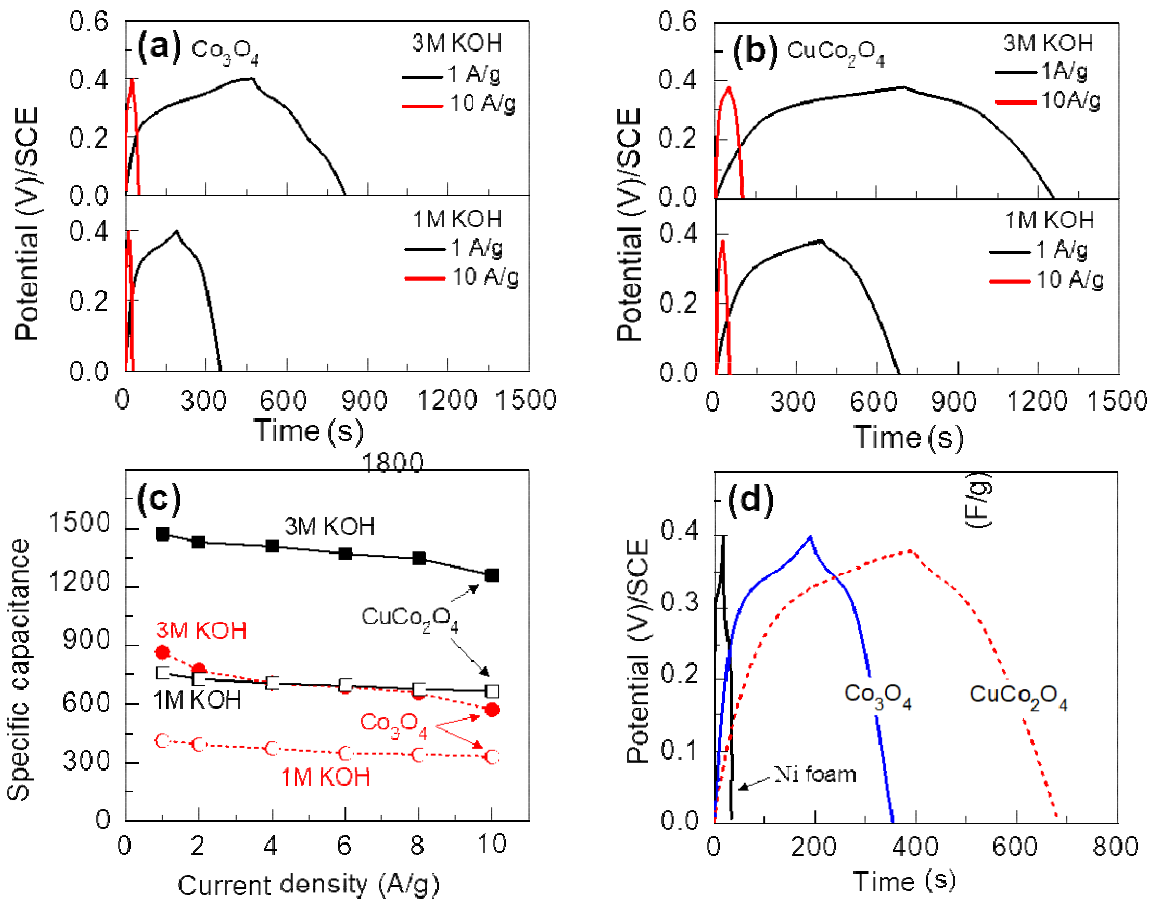 (a) Co₃O₄
3M KOH
1 A/g
10 A/g
0.6
0.4
0.2
0.0
1M KOH
1 A/g
10 A/g
0.4
0.2
0.0
Potential (V)/SCE
0 300 600 900 1200 1500
Time (s)
(b) CuCo₂O₄
3M KOH
1A/g
10A/g
0.6
0.4
0.2
0.0
1M KOH
1 A/g
10 A/g
0.4
0.2
0.0
Potential (V)/SCE
0 300 600 900 1200 1500
Time (s)
1800
(c)
1500
1200
900
600
300
0
3M KOH
CuCo₂O₄
3M KOH
1M KOH
Co₃O₄
1M KOH
Specific capacitance
0 2 4 6 8 10
Current density (A/g)
(d)
(F/g)
0.4
0.3
0.2
0.1
0.0
Co₃O₄
CuCo₂O₄
Ni foam
Potential (V)/SCE
0 200 400 600 800
Time (s)